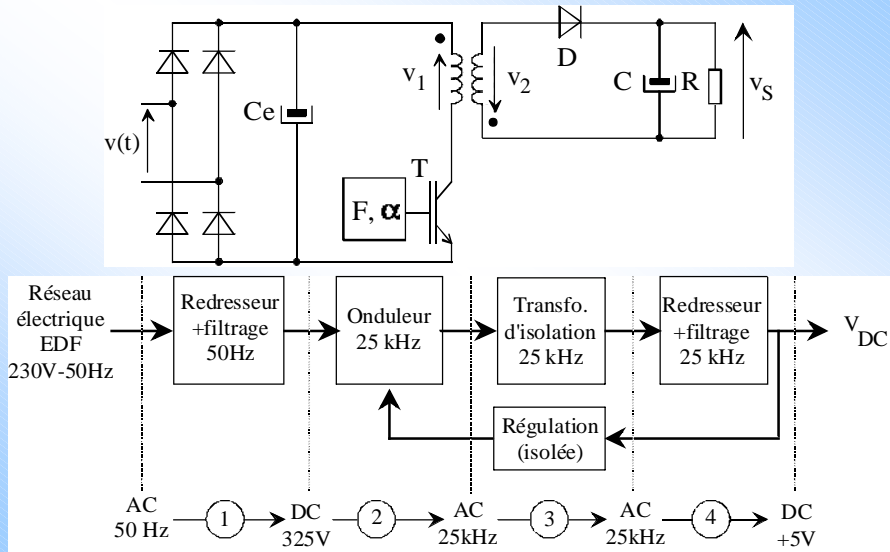 v(t)
Ce
v1
v2
D
C
R
vS
T
F, α
Réseau
électrique
EDF
230V-50Hz
Redresseur
+filtrage
50Hz
Onduleur
25 kHz
Transfo.
d'isolation
25 kHz
Redresseur
+filtrage
25 kHz
VDC
Régulation
(isolée)
AC
50 Hz
1
DC
325V
2
AC
25kHz
3
AC
25kHz
4
DC
+5V